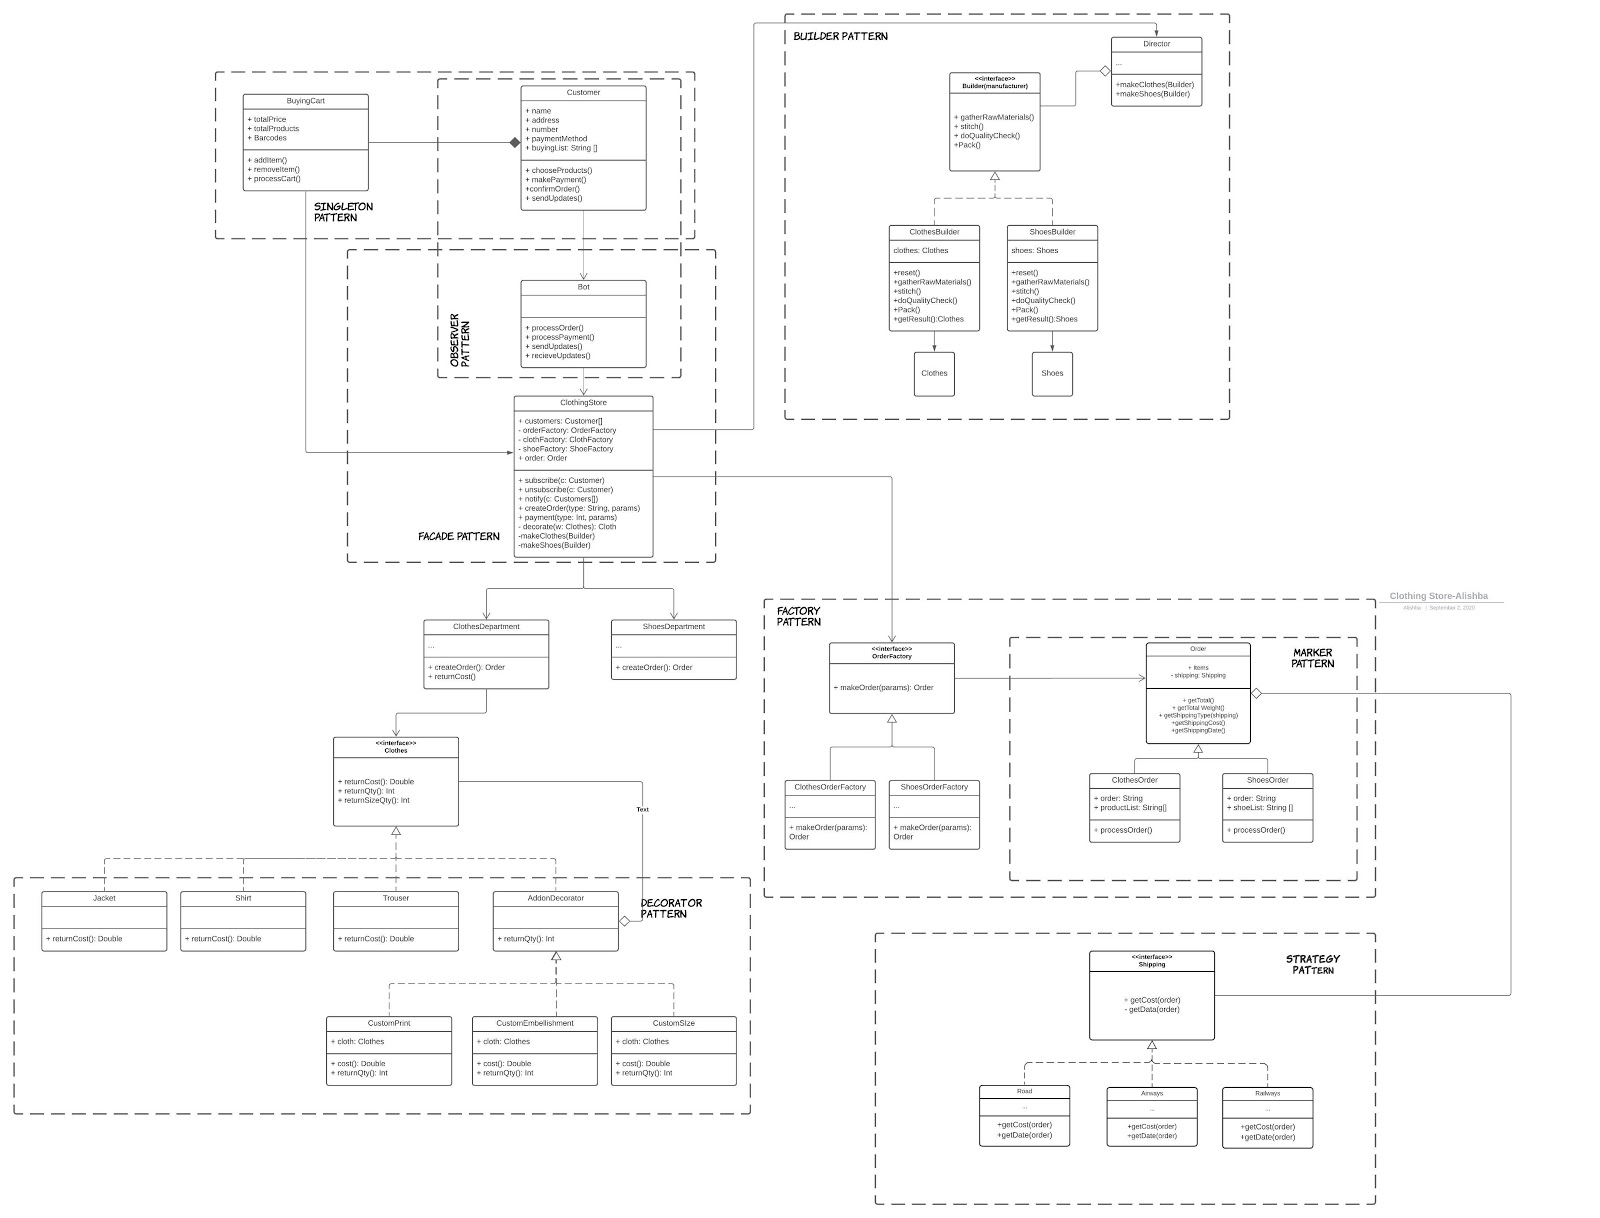 BUILDER PATTERN
Director
...
+makeClothes(Builder)
+makeShoes(Builder)
<<interface>>
Builder(manufacturer)
+ gatherRawMaterials()
+ stitch()
+ doQualityCheck()
+Pack()
ClothesBuilder
clothes: Clothes
+reset()
+gatherRawMaterials()
+stitch()
+doQualityCheck()
+Pack()
+getResult():Clothes
ShoesBuilder
shoes: Shoes
+reset()
+gatherRawMaterials()
+stitch()
+doQualityCheck()
+Pack()
+getResult():Shoes
Clothes
Shoes
BuyingCart
+ totalPrice
+ totalProducts
+ Barcodes
+ addItem()
+ removeItem()
+ processCart()
SINGLETON
PATTERN
Customer
+ name
+ address
+ number
+ paymentMethod
+ buyingList: String []
+ chooseProducts()
+ makePayment()
+confirmOrder()
+ sendUpdates()
OBSERVER
PATTERN
Bot
+ processOrder()
+ processPayment()
+ sendUpdates()
+ recieveUpdates()
ClothingStore
+ customers: Customer[]
- orderFactory: OrderFactory
- clothFactory: ClothFactory
- shoeFactory: ShoeFactory
+ order: Order
+ subscribe(c: Customer)
+ unsubscribe(c: Customer)
+ notify(c: Customers[])
+ createOrder(type: String, params)
+ payment(type: Int, params)
- decorate(w: Clothes): Cloth
-makeClothes(Builder)
-makeShoes(Builder)
FACADE PATTERN
ClothesDepartment
...
+ createOrder(): Order
+ returnCost()
ShoesDepartment
...
+ createOrder(): Order
<<interface>>
Clothes
+ returnCost(): Double
+ returnQty(): Int
+ returnSizeQty(): Int
Text
Jacket
+ returnCost(): Double
Shirt
+ returnCost(): Double
Trouser
+ returnCost(): Double
AddonDecorator
+ returnQty(): Int
DECORATOR
PATTERN
CustomPrint
+ cloth: Clothes
+ cost(): Double
+ returnQty(): Int
CustomEmbellishment
+ cloth: Clothes
+ cost(): Double
+ returnQty(): Int
CustomSIze
+ cloth: Clothes
+ cost(): Double
+ returnQty(): Int
Clothing Store-Alishba
Alishba | September 2, 2020
FACTORY
PATTERN
<<interface>>
OrderFactory
+ makeOrder(params): Order
ClothesOrderFactory
...
+ makeOrder(params):
Order
ShoesOrderFactory
...
+ makeOrder(params):
Order
MARKER
PATTERN
Order
+ Items
- shipping: Shipping
+ getTotal()
+ getTotal Weight()
+ getShippingType(shipping)
+getShippingCost()
+getShippingDate()
ClothesOrder
+ order: String
+ productList: String[]
+ processOrder()
ShoesOrder
+ order: String
+ shoeList: String []
+ processOrder()
STRATEGY
PATTERN
<<interface>>
Shipping
+ getCost(order)
- getData(order)
Road
...
+getCost(order)
+getDate(order)
Airways
...
+getCost(order)
+getDate(order)
Railways
...
+getCost(order)
+getDate(order)